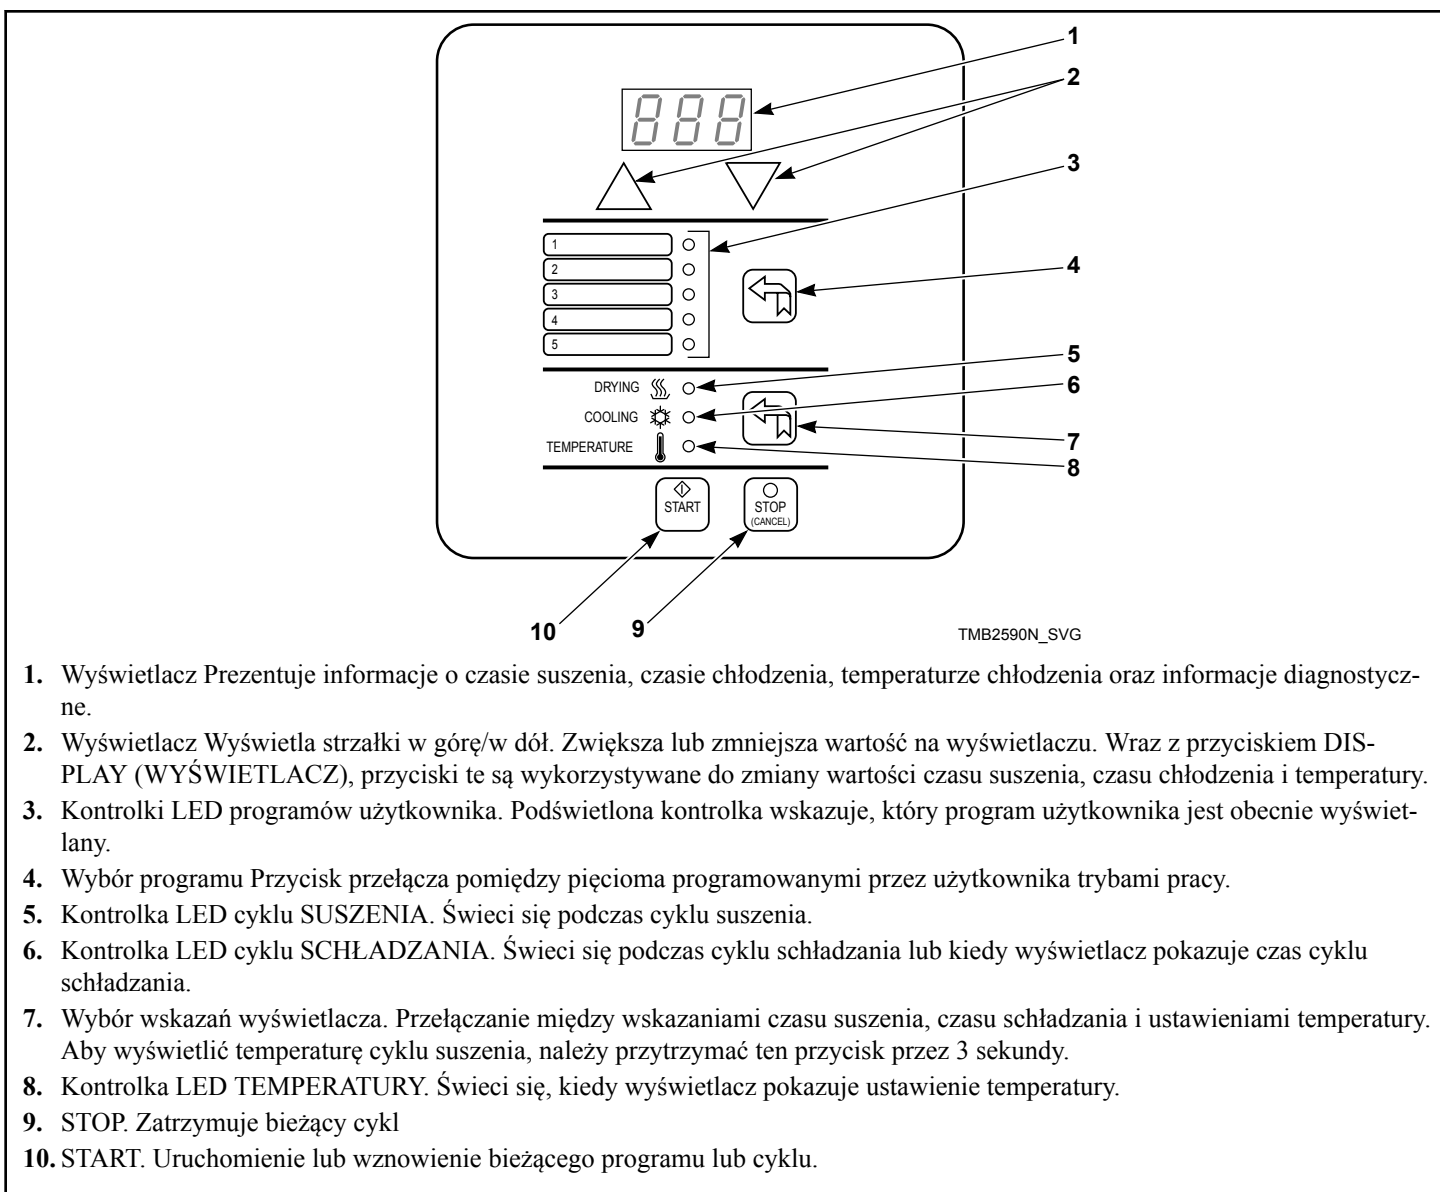 1
2
888
3
1
2
4
3
4
5
5
DRYING
6
COOLING
7
TEMPERATURE
8
START
STOP
(CANCEL)
10
9
TMB2590N_SVG
1. Wyświetlacz Prezentuje informacje o czasie suszenia, czasie chłodzenia, temperaturze chłodzenia oraz informacje diagnostycz-
ne.
2. Wyświetlacz Wyświetla strzałki w górę/w dół. Zwiększa lub zmniejsza wartość na wyświetlaczu. Wraz z przyciskiem DIS-
PLAY (WYŚWIETLACZ), przyciski te są wykorzystywane do zmiany wartości czasu suszenia, czasu chłodzenia i temperatury.
3. Kontrolki LED programów użytkownika. Podświetlona kontrolka wskazuje, który program użytkownika jest obecnie wyświet-
lany.
4. Wybór programu Przycisk przełącza pomiędzy pięcioma programowanymi przez użytkownika trybami pracy.
5. Kontrolka LED cyklu SUSZENIA. Świeci się podczas cyklu suszenia.
6. Kontrolka LED cyklu SCHŁADZANIA. Świeci się podczas cyklu schładzania lub kiedy wyświetlacz pokazuje czas cyklu
schładzania.
7. Wybór wskazań wyświetlacza. Przełączanie między wskazaniami czasu suszenia, czasu schładzania i ustawieniami temperatury.
Aby wyświetlić temperaturę cyklu suszenia, należy przytrzymać ten przycisk przez 3 sekundy.
8. Kontrolka LED TEMPERATURY. Świeci się, kiedy wyświetlacz pokazuje ustawienie temperatury.
9. STOP. Zatrzymuje bieżący cykl
10. START. Uruchomienie lub wznowienie bieżącego programu lub cyklu.